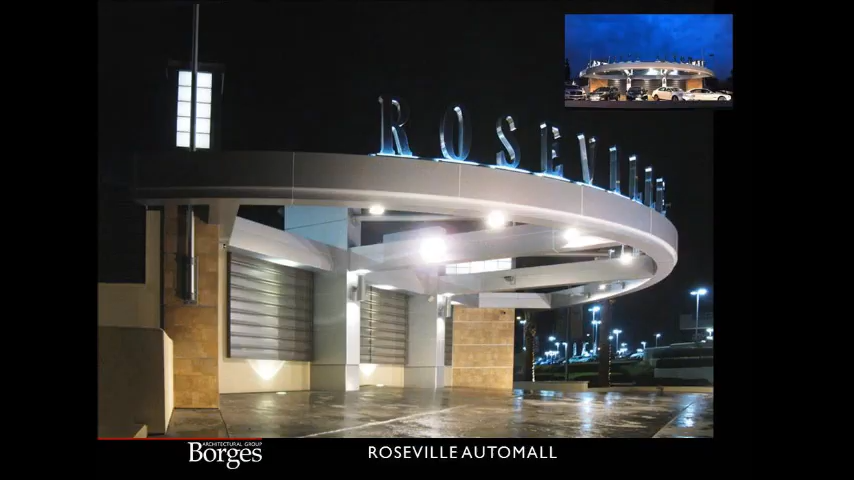 ROSEVILLE
ARCHITECTURAL GROUP
Borges
ROSEVILLE AUTOMALL